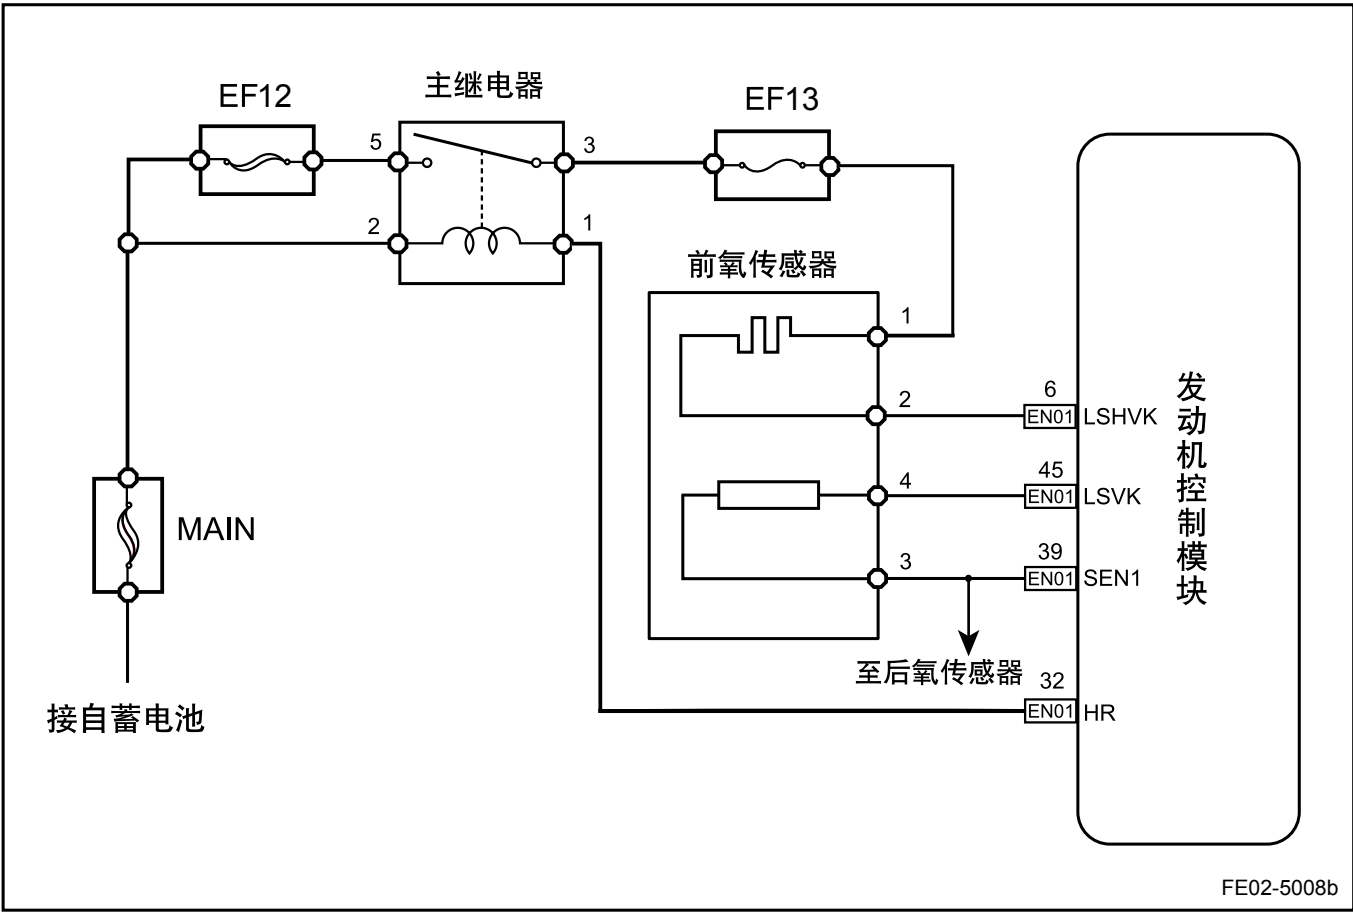 EF12
主继电器
EF13
5
3
2
1
前氧传感器
1
2
6
EN01
LSHVK
4
45
EN01
LSVK
3
39
EN01
SEN1
至后氧传感器
32
EN01
HR
发动机控制模块
MAIN
接自蓄电池
FE02-5008b